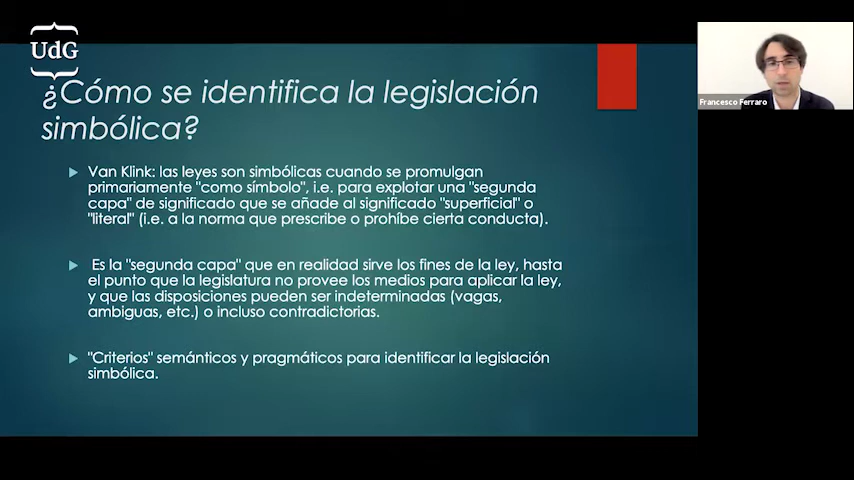 UdG
¿Cómo se identifica la legislación
simbólica?
Van Klink: las leyes son simbólicas cuando se promulgan
primariamente "como símbolo", i.e. para explotar una "segunda
capa" de significado que se añade al significado "superficial" o
"literal" (i.e. a la norma que prescribe o prohíbe cierta conducta).
Es la "segunda capa" que en realidad sirve los fines de la ley, hasta
el punto que la legislatura no provee los medios para aplicar la ley,
y que las disposiciones pueden ser indeterminadas (vagas,
ambiguas, etc.) o incluso contradictorias.
"Criterios" semánticos y pragmáticos para identificar la legislación
simbólica.
Francesco Ferraro